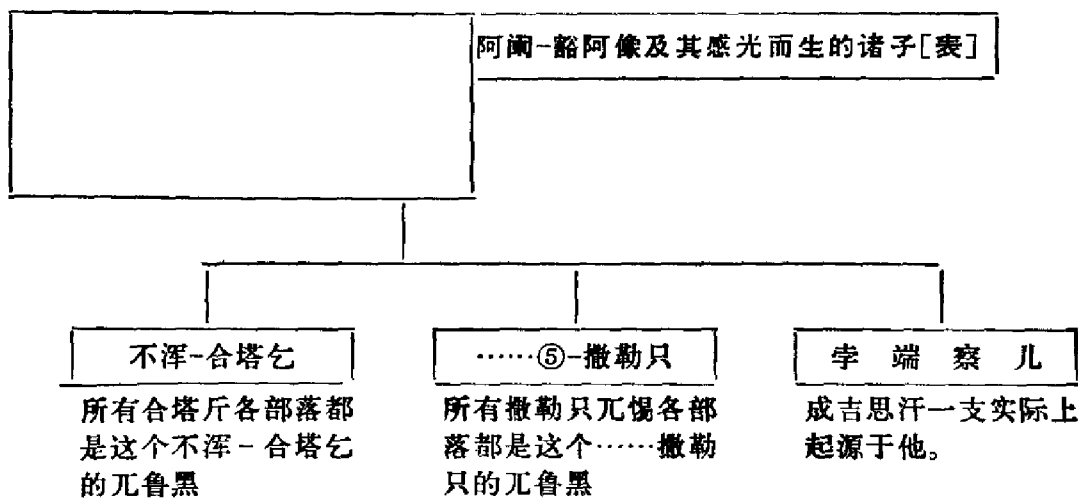 阿阑-豁阿像及其感光而生的诸子[表]
不浑-合塔乞
所有合塔斤各部落都
是这个不浑-合塔乞
的兀鲁黑
……⑤-撒勒只
所有撒勒只兀惕各部
落都是这个……撒勒
只的兀鲁黑
孛端察儿
成吉思汗一支实际上
起源于他。